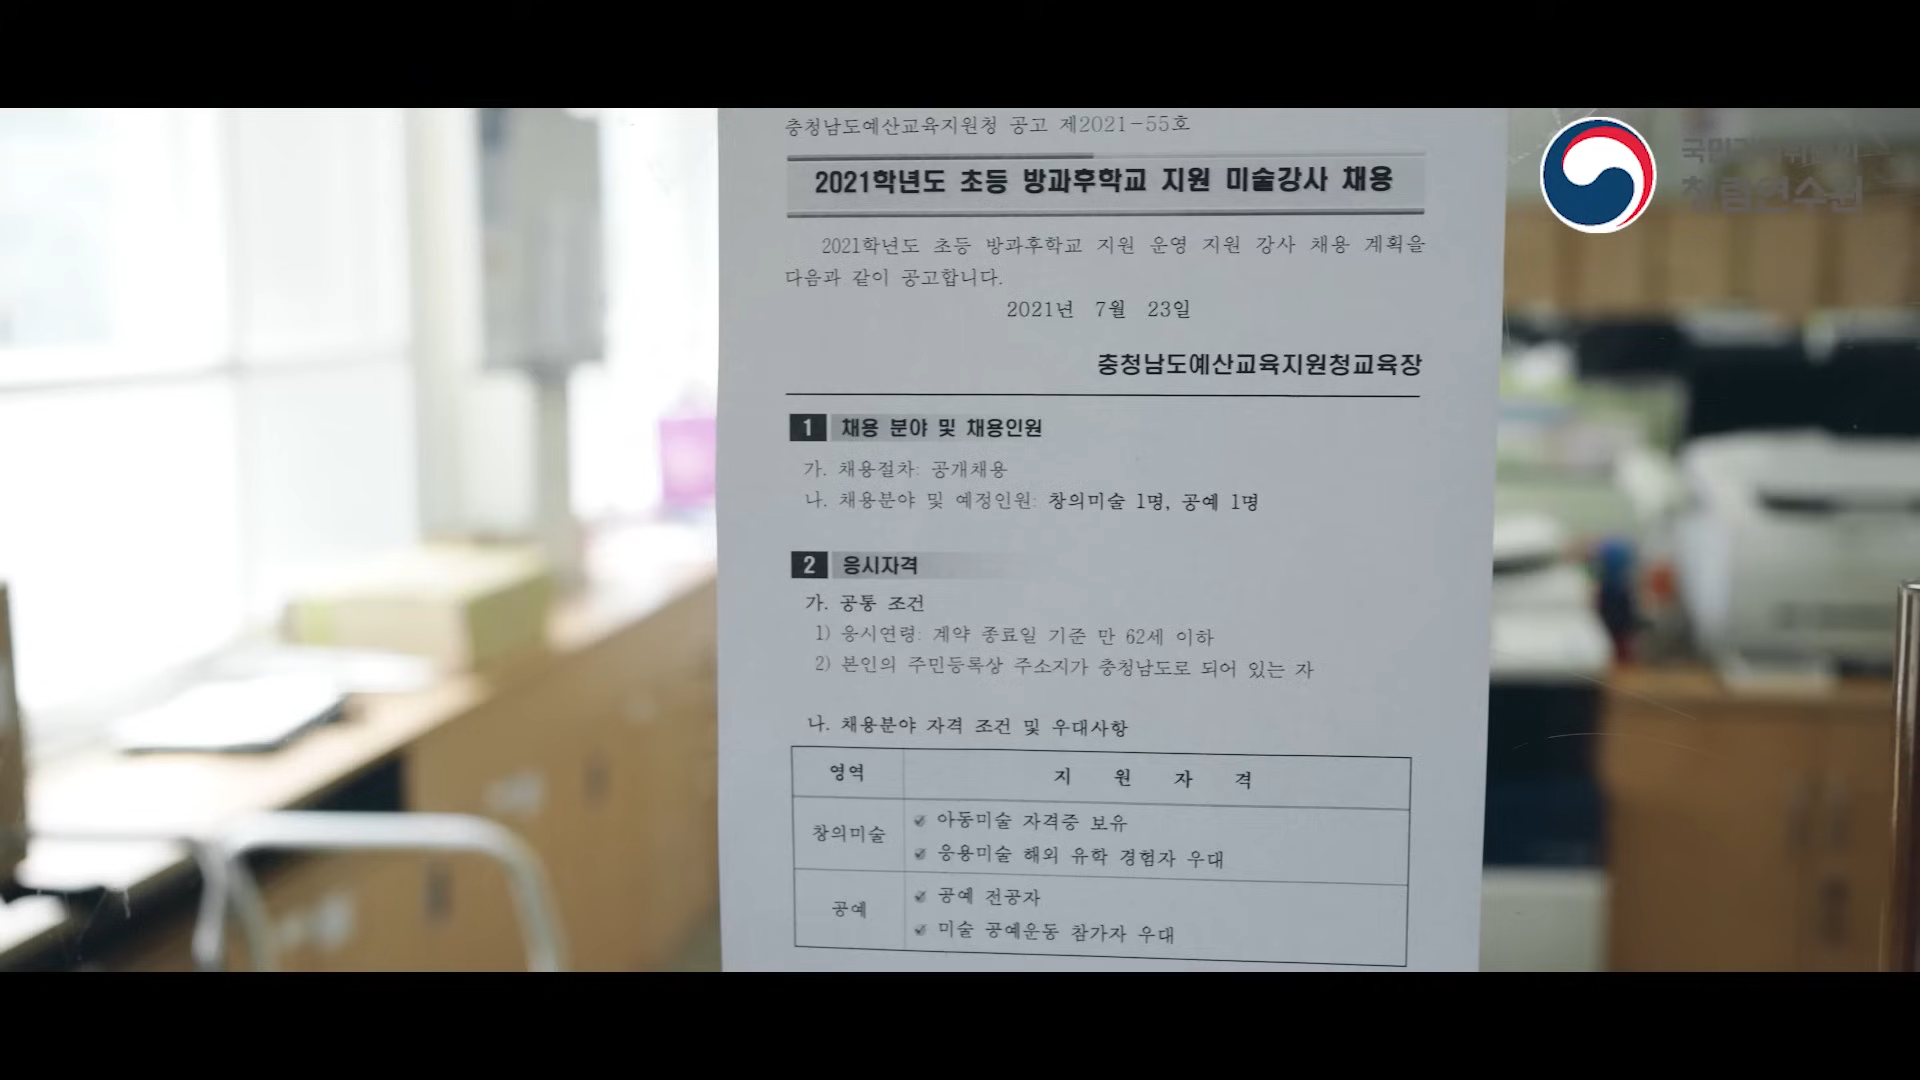 충청남도예산교육지원청 공고 제2021-55호
2021학년도 초등 방과후학교 지원 미술강사 채용
2021학년도 초등 방과후학교 지원 운영 지원 강사 채용 계획을
다음과 같이 공고합니다.
2021년 7월 23일
충청남도예산교육지원청교육장
1 채용 분야 및 채용인원
가. 채용절차: 공개채용
나. 채용분야 및 예정인원: 창의미술 1명, 공예 1명
2 응시자격
가. 공통 조건
1) 응시연령: 계약 종료일 기준 만 62세 이하
2) 본인의 주민등록상 주소지가 충청남도로 되어 있는 자
나. 채용분야 자격 조건 및 우대사항
영역 지 원 자 격
창의미술
✔ 아동미술 자격증 보유
✔ 응용미술 해외 유학 경험자 우대
공예
✔ 공예 전공자
✔ 미술 공예운동 참가자 우대
국민권익위원회
청렴연수원